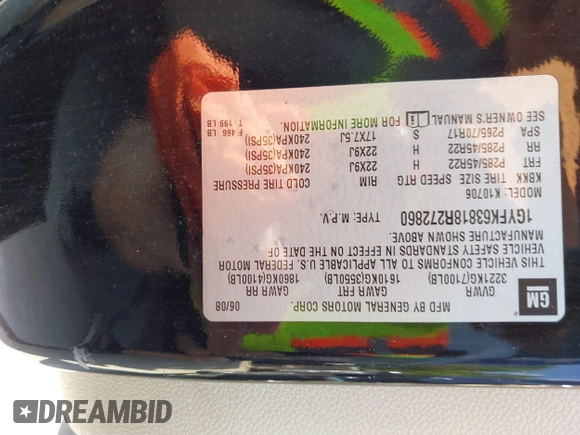 GM
MFD BY GENERAL MOTORS CORP. 06/08
GVWR GAWR FRT GAWR RR
3221KG(7100LB) 1610KG(3550LB) 1860KG(4100LB)
THIS VEHICLE CONFORMS TO ALL APPLICABLE U.S. FEDERAL MOTOR
VEHICLE SAFETY STANDARDS IN EFFECT ON THE DATE OF
MANUFACTURE SHOWN ABOVE.
1GYFK63818R272860 TYPE: M.P.V.
MODEL: K10706
KBKK TIRE SIZE SPEED RTG RIM COLD TIRE PRESSURE
FRT P285/45R22 H 22X9J 240KPA(35PSI)
RR P285/45R22 H 22X9J 240KPA(35PSI)
SPA P265/70R17 S 17X7.5J 240KPA(35PSI)
SEE OWNER'S MANUAL FOR MORE INFORMATION.
F 466 LB
T 199 LB
DREAMBID